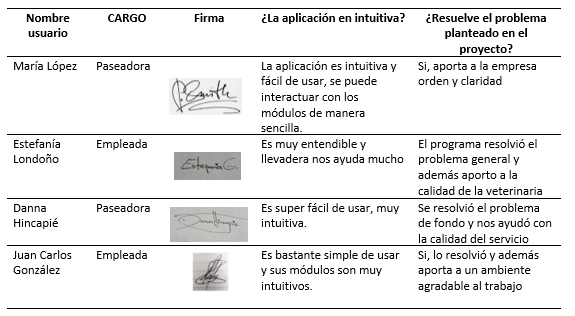 Nombre usuario CARGO Firma ¿La aplicación en intuitiva? ¿Resuelve el problema planteado en el proyecto?
María López Paseadora
La aplicación es intuitiva y
fácil de usar, se puede
interactuar con los
módulos de manera
sencilla.
Si, aporta a la empresa
orden y claridad
Estefanía
Londoño
Empleada
Estefania G.
Es muy entendible y
llevadera nos ayuda mucho
El programa resolvió el
problema general y
además aporto a la
calidad de la veterinaria
Danna
Hincapié
Paseadora
Es super fácil de usar, muy
intuitiva.
Se resolvió el problema
de fondo y nos ayudó con
la calidad del servicio
Juan Carlos
González
Empleada
Es bastante simple de usar
y sus módulos son muy
intuitivos.
Si, lo resolvió y además
aporta a un ambiente
agradable al trabajo